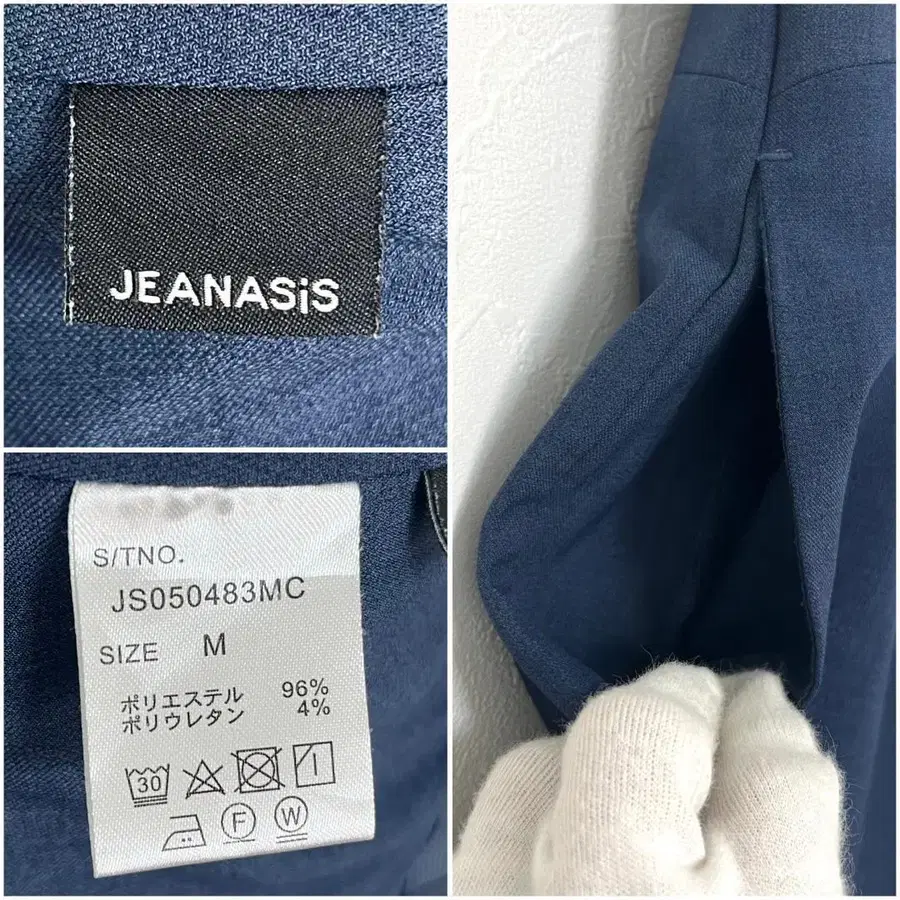 JEANASiS
S/TNO.
JS050483MC
SIZE M
ポリエステル 96%
ポリウレタン 4%
30
F W